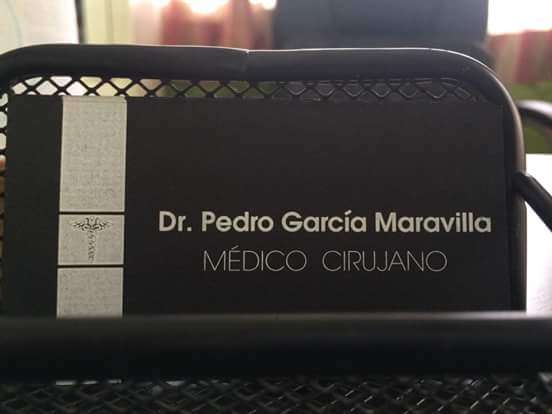 Dr. Pedro García Maravilla
MÉDICO CIRUJANO